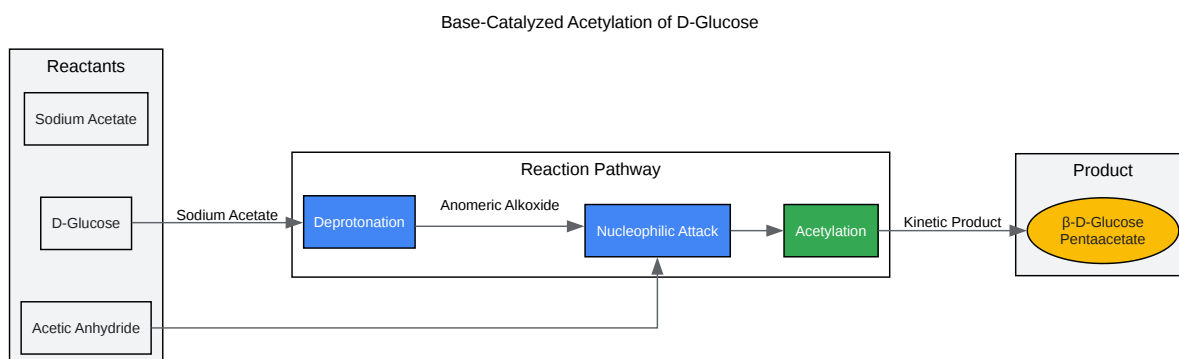 Base-Catalyzed Acetylation of D-Glucose
Reactants
Sodium Acetate
D-Glucose
Acetic Anhydride
Sodium Acetate
Reaction Pathway
Deprotonation
Anomeric Alkoxide
Nucleophilic Attack
Acetylation
Kinetic Product
Product
β-D-Glucose
Pentaacetate